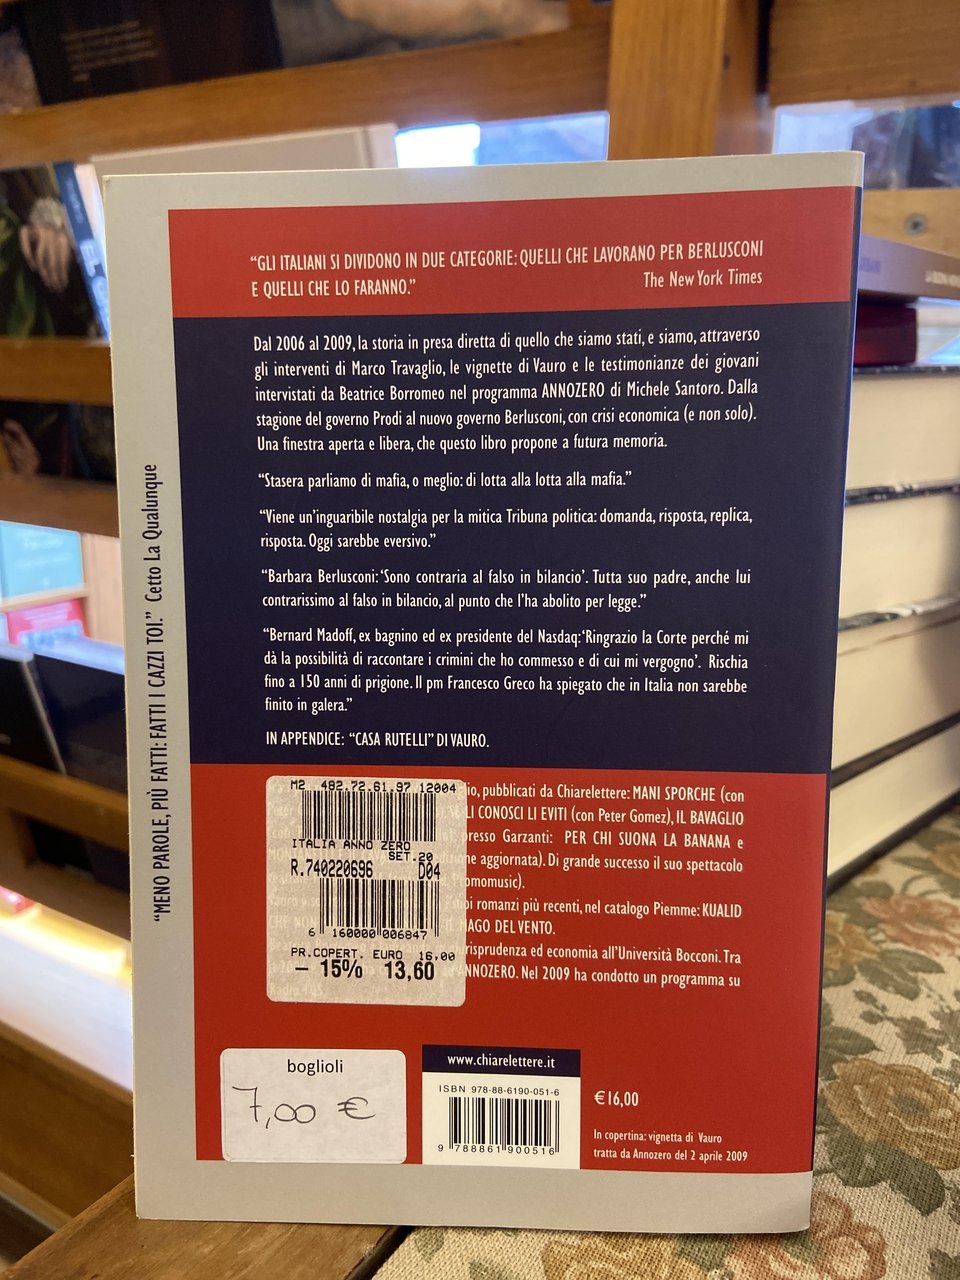 “MENO PAROLE, PIÙ FATTI: FATTI I CAZZI TOI.” Cetto La Qualunque
“GLI ITALIANI SI DIVIDONO IN DUE CATEGORIE: QUELLI CHE LAVORANO PER BERLUSCONI
E QUELLI CHE LO FARANNO.”
The New York Times
Dal 2006 al 2009, la storia in presa diretta di quello che siamo stati, e siamo, attraverso
gli interventi di Marco Travaglio, le vignette di Vauro e le testimonianze dei giovani
intervistati da Beatrice Borromeo nel programma ANNOZERO di Michele Santoro. Dalla
stagione del governo Prodi al nuovo governo Berlusconi, con crisi economica (e non solo).
Una finestra aperta e libera, che questo libro propone a futura memoria.
“Stasera parliamo di mafia, o meglio: di lotta alla lotta alla mafia.”
“Viene un’inguaribile nostalgia per la mitica Tribuna politica: domanda, risposta, replica,
risposta. Oggi sarebbe eversivo.”
“Barbara Berlusconi: ‘Sono contraria al falso in bilancio’. Tutta suo padre, anche lui
contrarissimo al falso in bilancio, al punto che l’ha abolito per legge.”
“Bernard Madoff, ex bagnino ed ex presidente del Nasdaq: ‘Ringrazio la Corte perché mi
dà la possibilità di raccontare i crimini che ho commesso e di cui mi vergogno’. Rischia
fino a 150 anni di prigione. Il pm Francesco Greco ha spiegato che in Italia non sarebbe
finito in galera.”
IN APPENDICE: “CASA RUTELLI” DI VAURO.
lio, pubblicati da Chiarelettere: MANI SPORCHE (con
LI CONOSCI LI EVITI (con Peter Gomez), IL BAVAGLIO
presso Garzanti: PER CHI SUONA LA BANANA e
ione aggiornata). Di grande successo il suo spettacolo
omomusic).
oi romanzi più recenti, nel catalogo Piemme: KUALID
MAGO DEL VENTO.
risprudenza ed economia all’Università Bocconi. Tra
ANNOZERO. Nel 2009 ha condotto un programma su
M2 482.72.61.97 12004
ITALIA ANNO ZERO
SET.20
R.740220696 D04
6 160000 006847
PR.COPERT. EURO 16,00
– 15% 13,60
boglioli
7,00 €
www.chiarelettere.it
ISBN 978-88-6190-051-6
9 788861 900516
€ 16,00
In copertina: vignetta di Vauro
tratta da Annozero del 2 aprile 2009